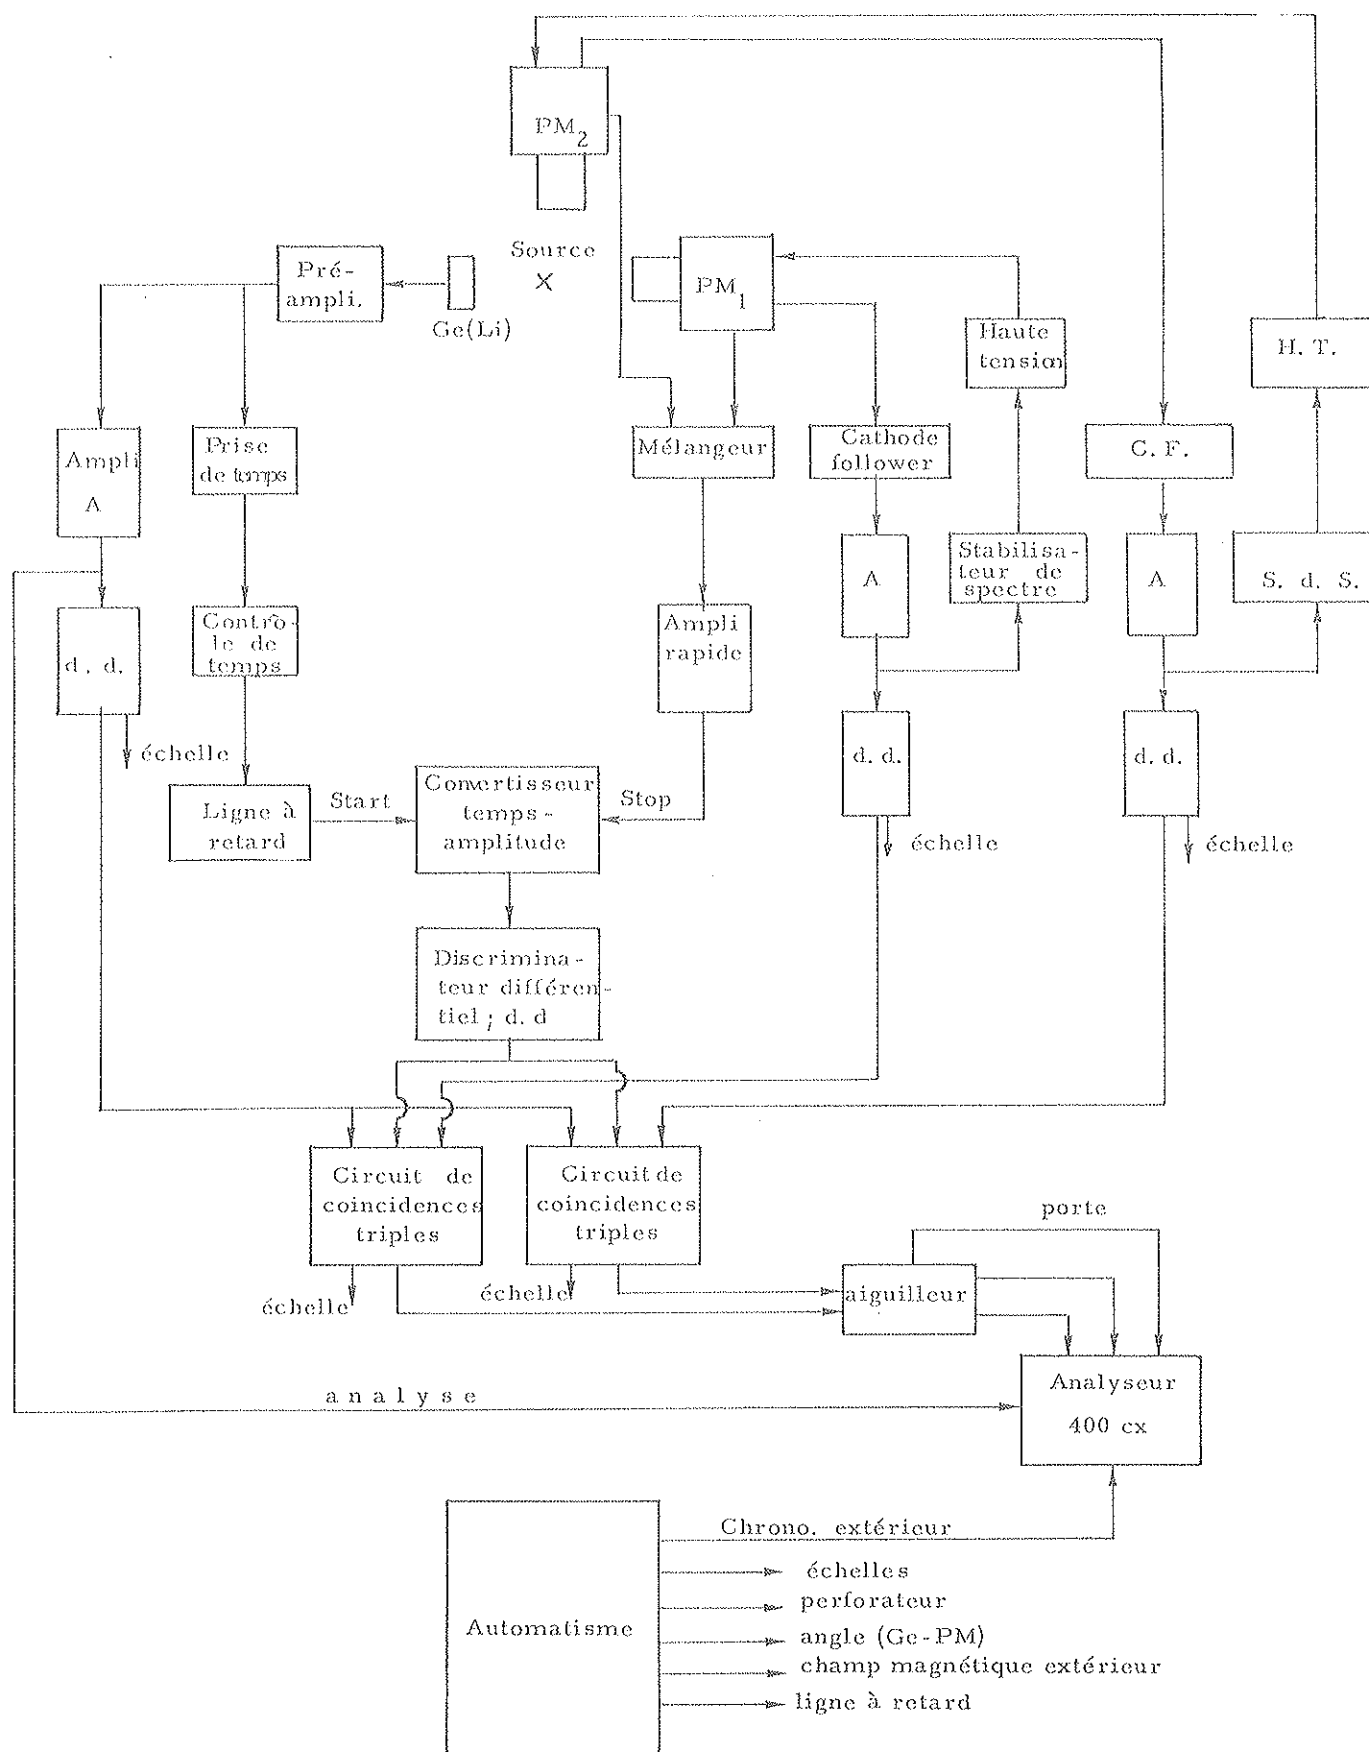 PM2
Source
X
Pré-
ampli.
Ge(Li)
PM1
Haute
tension
H. T.
Ampli
A
Prise
de temps
Mélangeur
Cathode
follower
C. F.
A
Stabilisa-
teur de
spectre
A
S. d. S.
d. d.
Contrô-
le de
temps
Ampli
rapide
échelle
d. d.
d. d.
Ligne à
retard
Start
Convertisseur
temps-
amplitude
Stop
échelle
échelle
Discrimina-
teur différen-
tiel ; d. d
Circuit de
coincidences
triples
Circuit de
coincidences
triples
porte
échelle
échelle
aiguilleur
analyse
Analyseur
400 cx
Automatisme
Chrono. extérieur
échelles
perforateur
angle (Ge-PM)
champ magnétique extérieur
ligne à retard